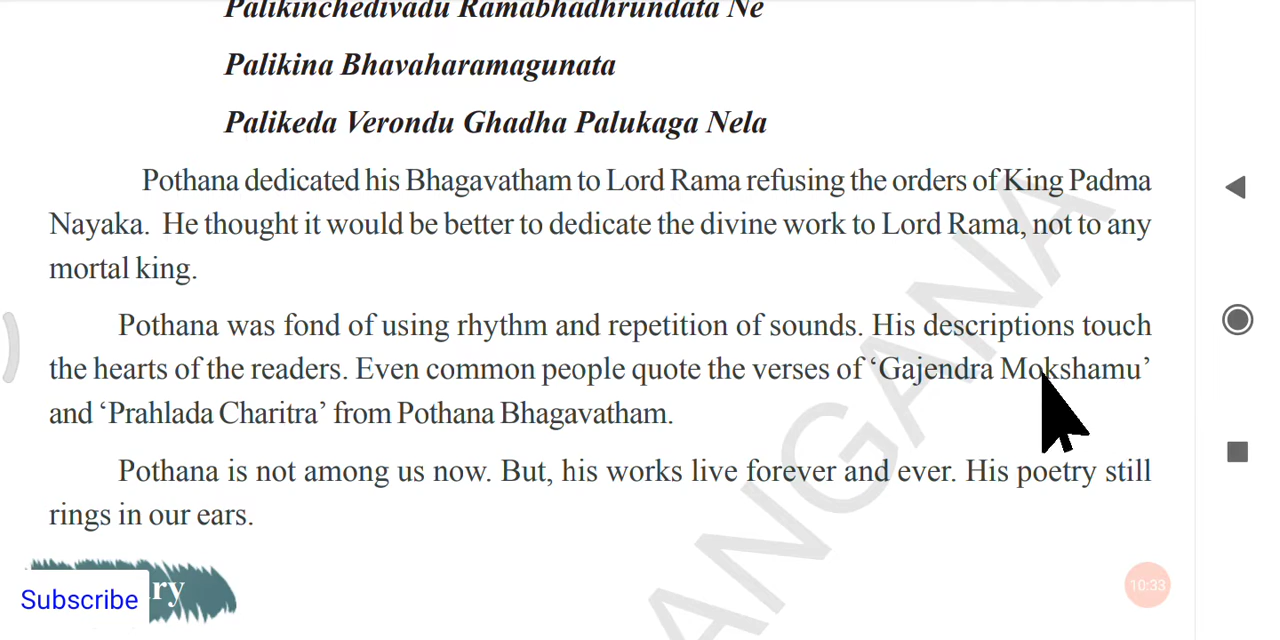 Palikinchedivadu Ramabhadhrundata Ne
Palikina Bhavaharamagunata
Palikeda Verondu Ghadha Palukaga Nela
Pothana dedicated his Bhagavatham to Lord Rama refusing the orders of King Padma
Nayaka. He thought it would be better to dedicate the divine work to Lord Rama, not to any
mortal king.
Pothana was fond of using rhythm and repetition of sounds. His descriptions touch
the hearts of the readers. Even common people quote the verses of ‘Gajendra Mokshamu’
and ‘Prahlada Charitra’ from Pothana Bhagavatham.
Pothana is not among us now. But, his works live forever and ever. His poetry still
rings in our ears.
ry
Subscribe
10:33
ANGANA